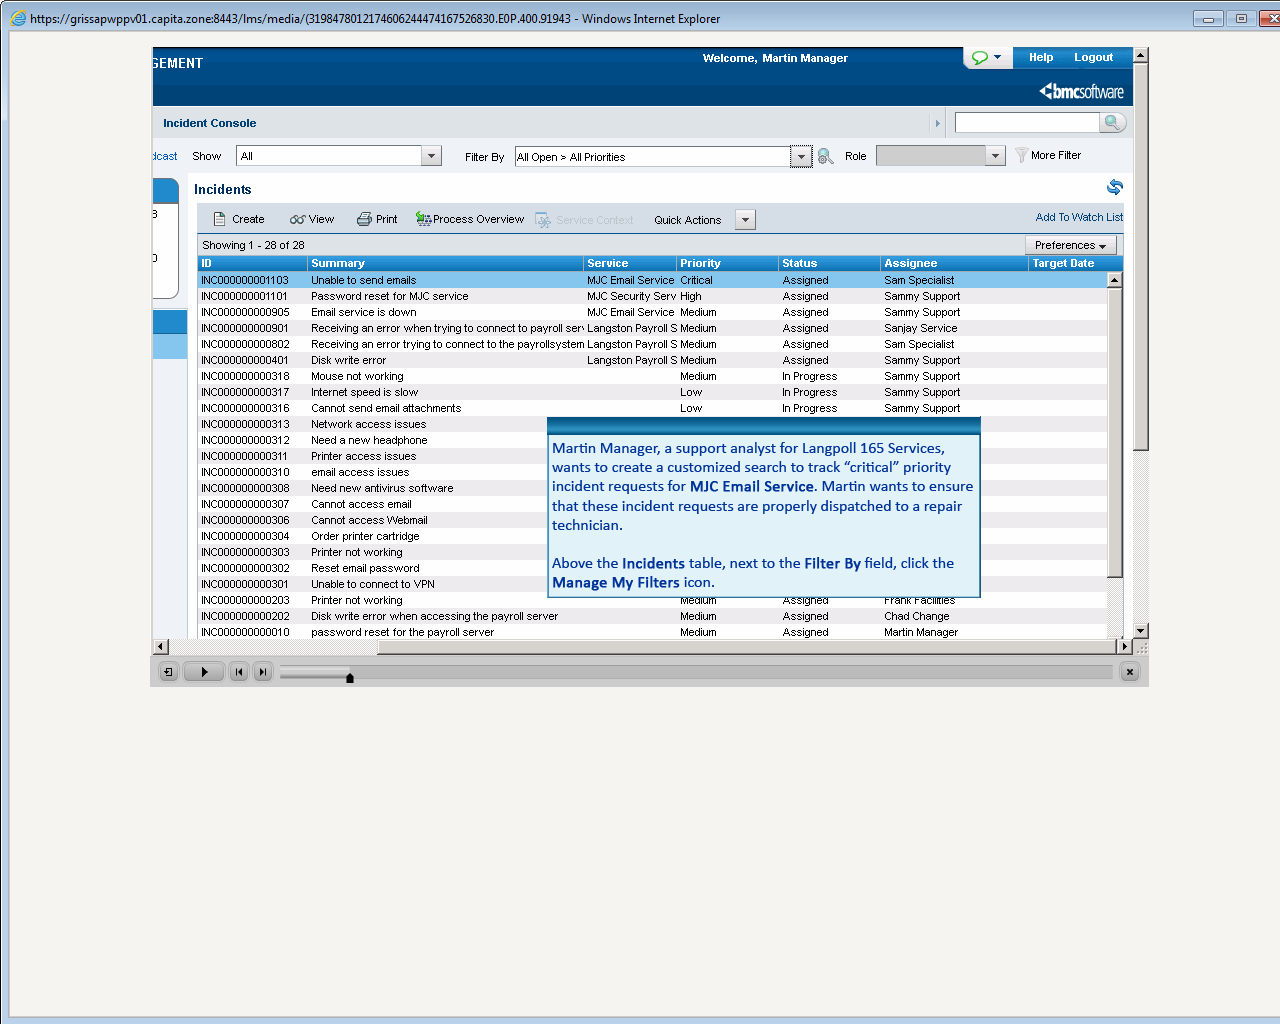 https://grissapwppv01.capita.zone:8443/lms/media/(3198478012174606244474167526830.E0P.400.91943 - Windows Internet Explorer
GEMENT
Welcome, Martin Manager
Help
Logout
bmcsoftware
Incident Console
dcast
Show
All
Filter By
All Open > All Priorities
Role
More Filter
Incidents
Create
View
Print
Process Overview
Service Context
Quick Actions
Add To Watch List
Showing 1 - 28 of 28
Preferences
ID Summary Service Priority Status Assignee Target Date
INC000000001103 Unable to send emails MJC Email Service Critical Assigned Sam Specialist
INC000000001101 Password reset for MJC service MJC Security Serv High Assigned Sammy Support
INC000000000905 Email service is down MJC Email Service Medium Assigned Sammy Support
INC000000000901 Receiving an error when trying to connect to payroll serv Langston Payroll S Medium Assigned Sanjay Service
INC000000000802 Receiving an error trying to connect to the payrollsystem Langston Payroll S Medium Assigned Sam Specialist
INC000000000401 Disk write error Langston Payroll S Medium Assigned Sammy Support
INC000000000318 Mouse not working Medium In Progress Sammy Support
INC000000000317 Internet speed is slow Low In Progress Sammy Support
INC000000000316 Cannot send email attachments Low In Progress Sammy Support
INC000000000313 Network access issues
INC000000000312 Need a new headphone
INC000000000311 Printer access issues
INC000000000310 email access issues
INC000000000308 Need new antivirus software
INC000000000307 Cannot access email
INC000000000306 Cannot access Webmail
INC000000000304 Order printer cartridge
INC000000000303 Printer not working
INC000000000302 Reset email password
INC000000000301 Unable to connect to VPN
INC000000000203 Printer not working Medium Assigned Frank Facilities
INC000000000202 Disk write error when accessing the payroll server Medium Assigned Chad Change
INC000000000010 password reset for the payroll server Medium Assigned Martin Manager
Martin Manager, a support analyst for Langpoll 165 Services,
wants to create a customized search to track “critical” priority
incident requests for MJC Email Service. Martin wants to ensure
that these incident requests are properly dispatched to a repair
technician.
Above the Incidents table, next to the Filter By field, click the
Manage My Filters icon.